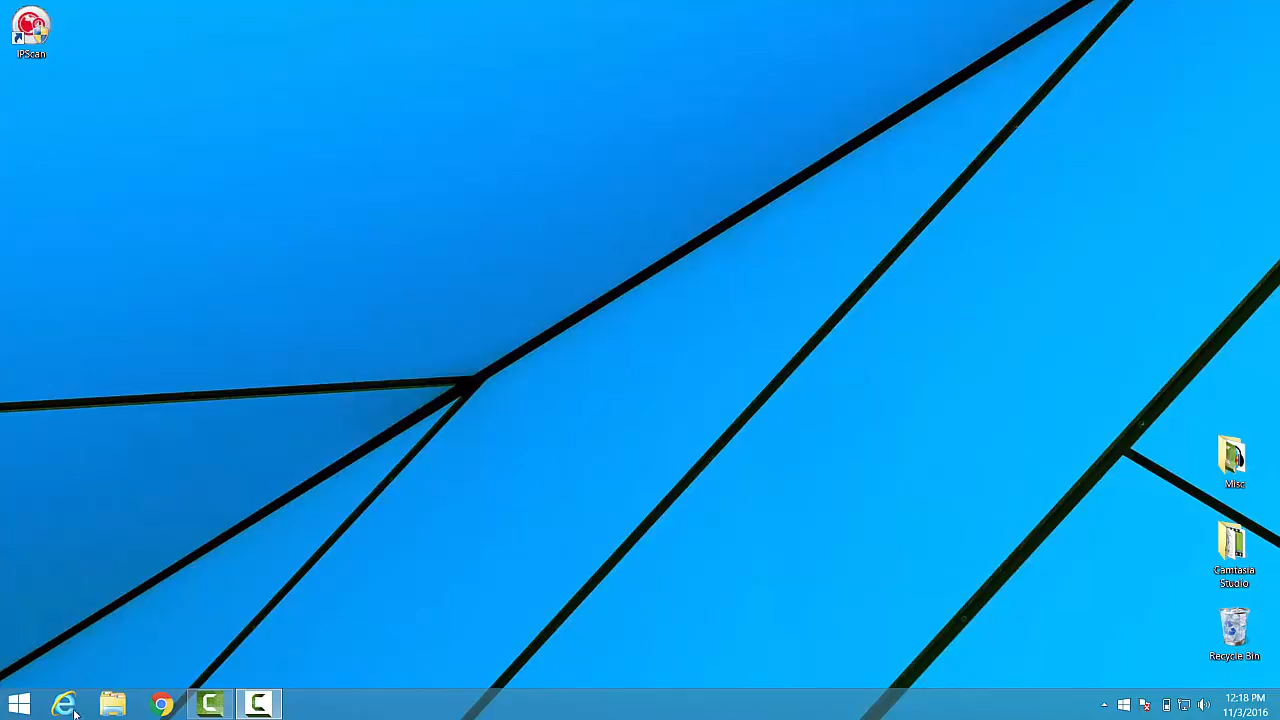 IPScan
Misc
Camtasia
Studio
Recycle Bin
12:18 PM
11/3/2016